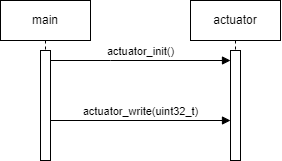 main
actuator
actuator_init()
actuator_write(uint32_t)